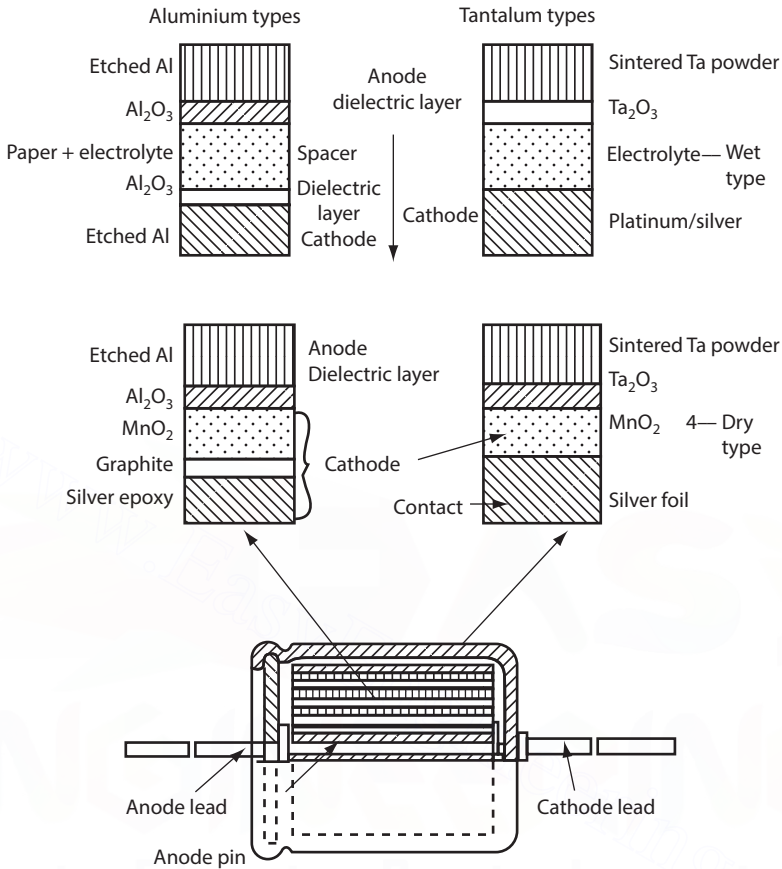 Aluminium types
Tantalum types
Etched Al
Al₂O₃
Paper + electrolyte
Al₂O₃
Etched Al
Spacer
Dielectric
layer
Cathode
Anode
dielectric layer
Cathode
Sintered Ta powder
Ta₂O₃
Electrolyte— Wet
type
Platinum/silver
Etched Al
Al₂O₃
MnO₂
Graphite
Silver epoxy
Anode
Dielectric layer
Cathode
Contact
Sintered Ta powder
Ta₂O₃
MnO₂ 4— Dry
type
Silver foil
Anode lead
Anode pin
Cathode lead